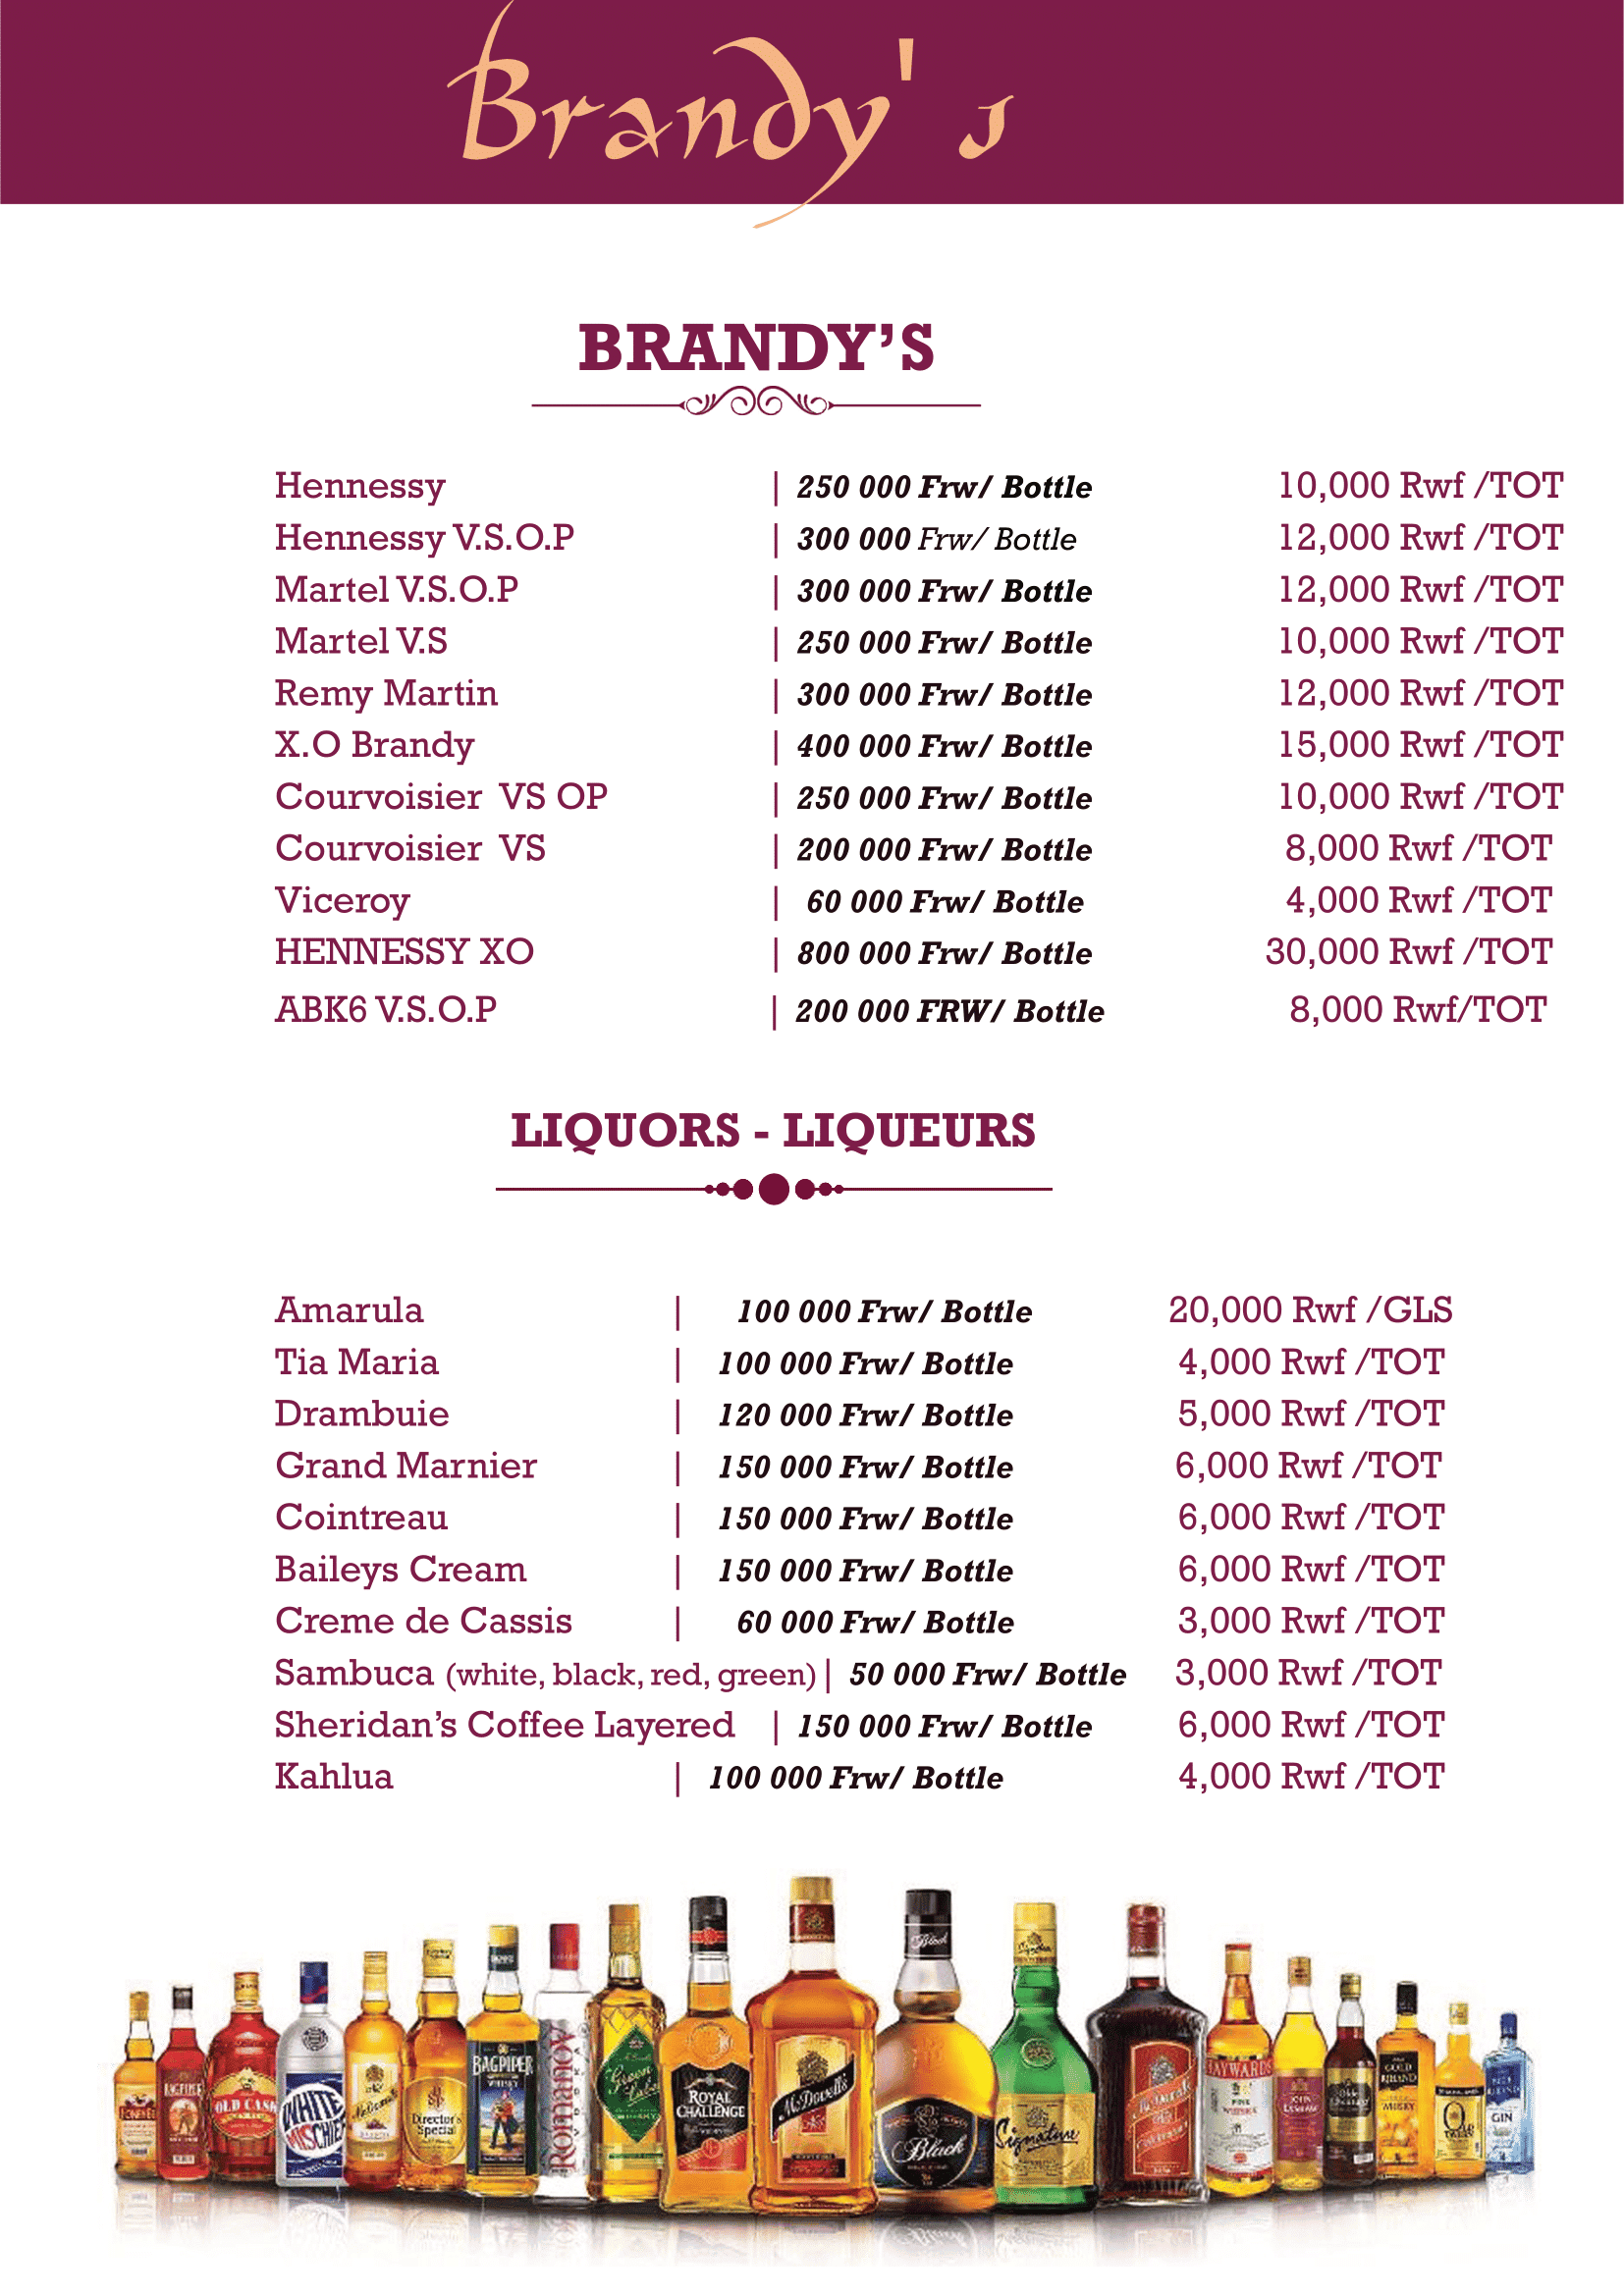 Brandy's
BRANDY'S
Hennessy | 250 000 Frw/ Bottle 10,000 Rwf /TOT
Hennessy V.S.O.P | 300 000 Frw/ Bottle 12,000 Rwf /TOT
Martel V.S.O.P | 300 000 Frw/ Bottle 12,000 Rwf /TOT
Martel V.S | 250 000 Frw/ Bottle 10,000 Rwf /TOT
Remy Martin | 300 000 Frw/ Bottle 12,000 Rwf /TOT
X.O Brandy | 400 000 Frw/ Bottle 15,000 Rwf /TOT
Courvoisier VS OP | 250 000 Frw/ Bottle 10,000 Rwf /TOT
Courvoisier VS | 200 000 Frw/ Bottle 8,000 Rwf /TOT
Viceroy | 60 000 Frw/ Bottle 4,000 Rwf /TOT
HENNESSY XO | 800 000 Frw/ Bottle 30,000 Rwf /TOT
ABK6 V.S.O.P | 200 000 FRW/ Bottle 8,000 Rwf/TOT
LIQUORS - LIQUEURS
Amarula | 100 000 Frw/ Bottle 20,000 Rwf /GLS
Tia Maria | 100 000 Frw/ Bottle 4,000 Rwf /TOT
Drambuie | 120 000 Frw/ Bottle 5,000 Rwf /TOT
Grand Marnier | 150 000 Frw/ Bottle 6,000 Rwf /TOT
Cointreau | 150 000 Frw/ Bottle 6,000 Rwf /TOT
Baileys Cream | 150 000 Frw/ Bottle 6,000 Rwf /TOT
Creme de Cassis | 60 000 Frw/ Bottle 3,000 Rwf /TOT
Sambuca (white, black, red, green) | 50 000 Frw/ Bottle 3,000 Rwf /TOT
Sheridan's Coffee Layered | 150 000 Frw/ Bottle 6,000 Rwf /TOT
Kahlua | 100 000 Frw/ Bottle 4,000 Rwf /TOT
OLD CASK
WHITE
MISCHIEF
Director's
Special
BAGPIPER
WHISKY
Romanov
VODKA
Green
Label
ROYAL
CHALLENGE
McDowell's
Black
Black
Signature
HAYWARDS
GOLD
RIBAND
GIN